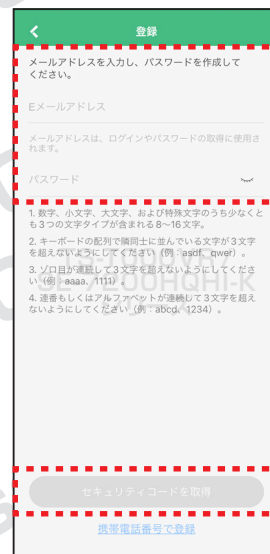 登録
メールアドレスを入力し、パスワードを作成して
ください。
Eメールアドレス
メールアドレスは、ログインやパスワードの取得に使用さ
れます。
パスワード
1. 数字、小文字、大文字、および特殊文字のうち少なくと
も3つの文字タイプが含まれる8〜16文字。
2. キーボードの配列で隣同士に並んでいる文字が3文字
を超えないようにしてください（例：asdf、qwer）。
3. ゾロ目が連続して3文字を超えないようにしてくださ
い（例：aaaa、1111）。
4. 連番もしくはアルファベットが連続して3文字を超え
ないようにしてください（例：abcd、1234）。
セキュリティコードを取得
携帯電話番号で登録